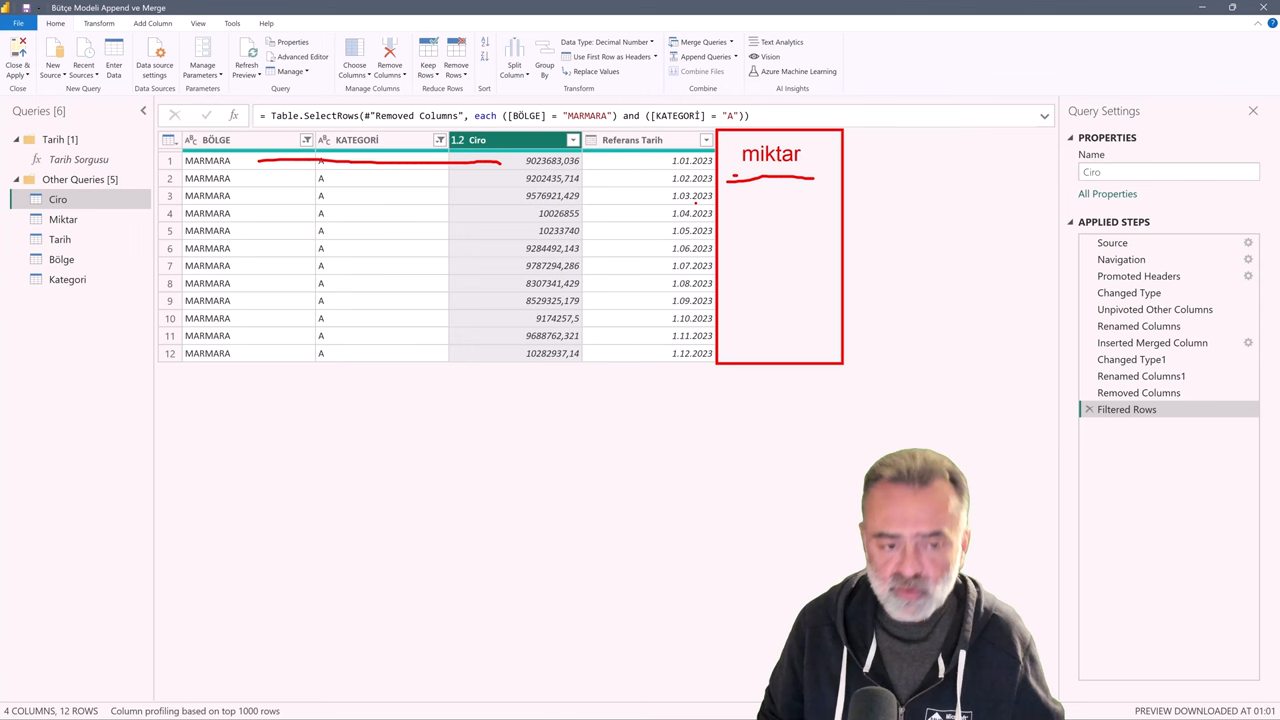 Bütçe Modeli Append ve Merge
File Home Transform Add Column View Tools Help
Close & Apply
New Source
Recent Sources
Enter Data
Data source settings
Manage Parameters
Refresh Preview
Properties
Advanced Editor
Manage
Choose Columns
Remove Columns
Keep Rows
Remove Rows
Split Column
Group By
Data Type: Decimal Number
Use First Row as Headers
Replace Values
Merge Queries
Append Queries
Combine Files
Text Analytics
Vision
Azure Machine Learning
Close New Query Data Sources Parameters Query Manage Columns Reduce Rows Sort Transform Combine AI Insights
Queries [6]
Tarih [1]
fx Tarih Sorgusu
Other Queries [5]
Ciro
Miktar
Tarih
Bölge
Kategori
fx = Table.SelectRows(#"Removed Columns", each ([BÖLGE] = "MARMARA") and ([KATEGORİ] = "A"))
BÖLGE KATEGORİ 1.2 Ciro Referans Tarih
1 MARMARA A 9023683,036 1.01.2023
2 MARMARA A 9202435,714 1.02.2023
3 MARMARA A 9576921,429 1.03.2023
4 MARMARA A 10026855 1.04.2023
5 MARMARA A 10233740 1.05.2023
6 MARMARA A 9284492,143 1.06.2023
7 MARMARA A 9787294,286 1.07.2023
8 MARMARA A 8307341,429 1.08.2023
9 MARMARA A 8529325,179 1.09.2023
10 MARMARA A 9174257,5 1.10.2023
11 MARMARA A 9688762,321 1.11.2023
12 MARMARA A 10282937,14 1.12.2023
miktar
Query Settings
PROPERTIES
Name
Ciro
All Properties
APPLIED STEPS
Source
Navigation
Promoted Headers
Changed Type
Unpivoted Other Columns
Renamed Columns
Inserted Merged Column
Changed Type1
Renamed Columns1
Removed Columns
Filtered Rows
4 COLUMNS, 12 ROWS Column profiling based on top 1000 rows
PREVIEW DOWNLOADED AT 01:01